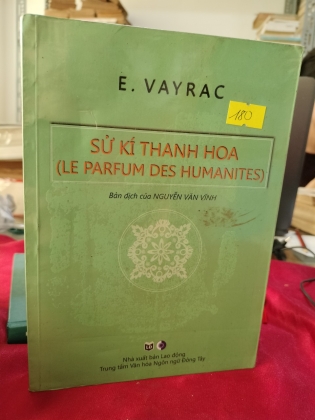 E. VAYRAC
180
SỬ KÍ THANH HOA
(LE PARFUM DES HUMANITES)
Bản dịch của NGUYỄN VĂN VĨNH
Nhà xuất bản Lao động
Trung tâm Văn hóa Ngôn ngữ Đông Tây